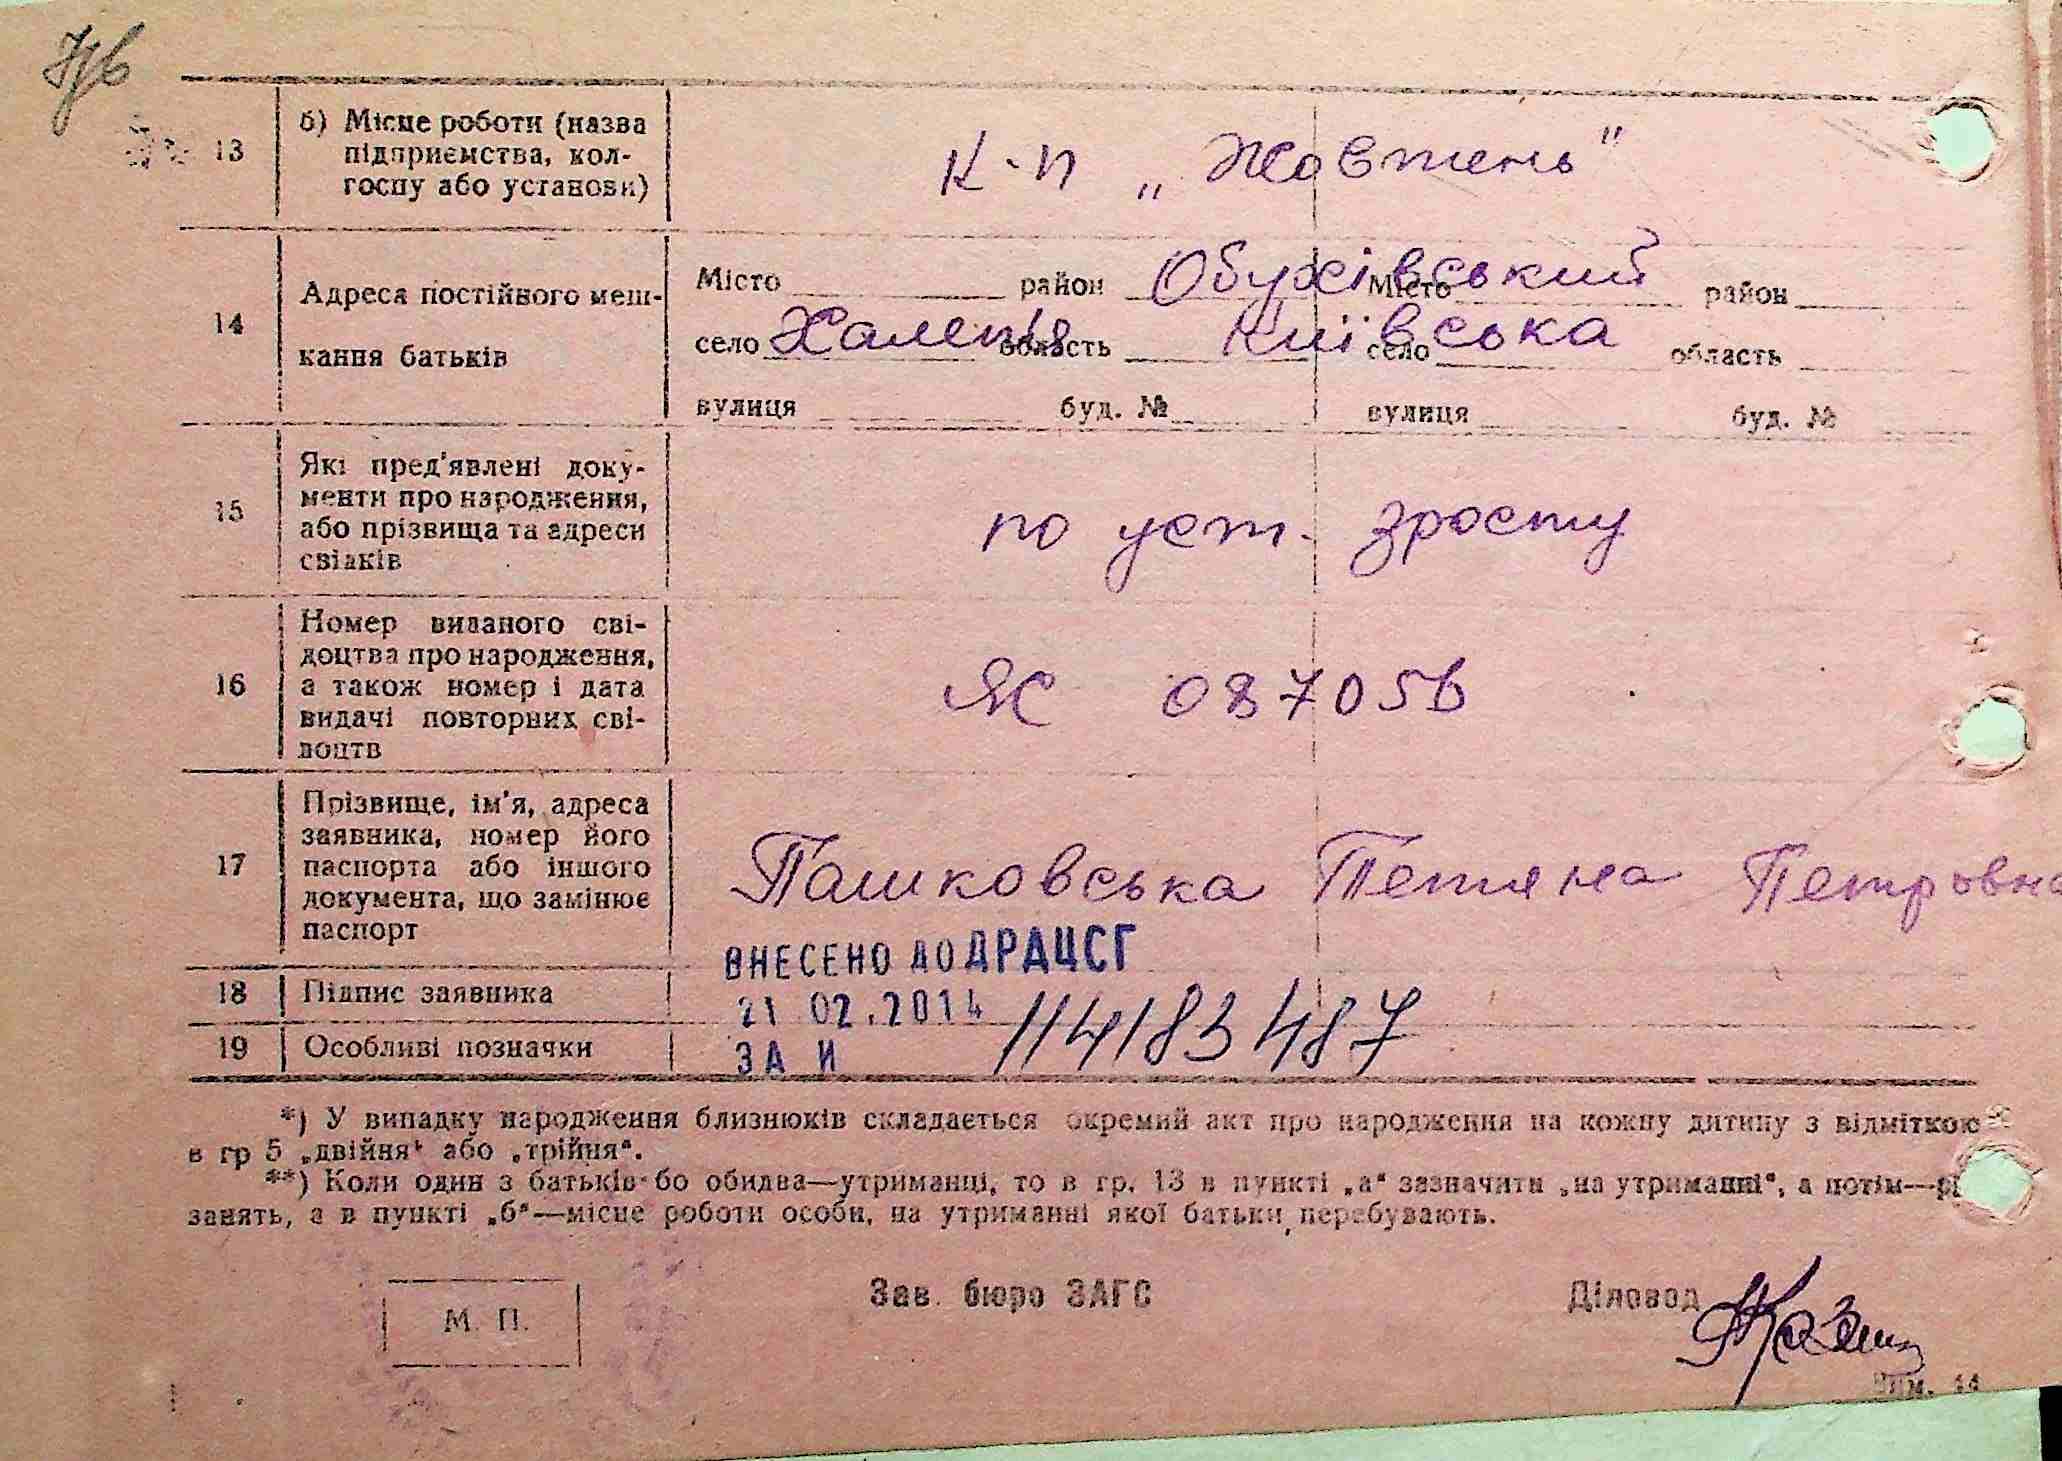 13
б) Місце роботи (назва
підприємства, кол-
госпу або установи)
К-п „Жовтень"
14
Адреса постійного меш-
кання батьків
Місто район Обухівський Місто район
село Халеп'я область Київська село область
вулиця буд. № вулиця буд. №
15
Які пред'явлені доку-
менти про народження,
або прізвища та адреси
свідків
по уст. зросту
16
Номер виданого сві-
доцтва про народження,
а також номер і дата
видачі повторних сві-
доцтв
ЯС 087056
17
Прізвище, ім'я, адреса
заявника, номер його
паспорта або іншого
документа, що замінює
паспорт
Пашковська Тетяна Петровна
ВНЕСЕНО ДО ДРАЦСГ
18
Підпис заявника
21 02.2014
114183487
19
Особливі позначки
ЗА И
*) У випадку народження близнюків складається окремий акт про народження на кожну дитину з відміткою
в гр 5 „двійня" або „трійня".
**) Коли один з батьків бо обидва—утриманці, то в гр. 13 в пункті „а" зазначити „на утриманні", а потім—рі
занять, а в пункті „б"—місце роботи особи, на утриманні якої батьки перебувають.
М. П.
Зав. бюро ЗАГС
Діловод